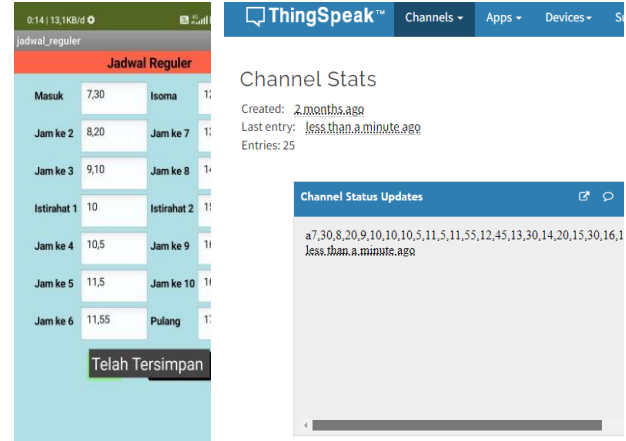 0:14 | 13,1KB/d
jadwal_reguler
Jadwal Reguler
Masuk 7,30 Isoma
Jam ke 2 8,20 Jam ke 7
Jam ke 3 9,10 Jam ke 8
Istirahat 1 10 Istirahat 2
Jam ke 4 10,5 Jam ke 9
Jam ke 5 11,5 Jam ke 10
Jam ke 6 11,55 Pulang
Telah Tersimpan
ThingSpeak™ Channels Apps Devices
Channel Stats
Created: 2 months ago
Last entry: less than a minute ago
Entries: 25
Channel Status Updates
a7,30,8,20,9,10,10,10,5,11,5,11,55,12,45,13,30,14,20,15,30,16,1
less than a minute ago